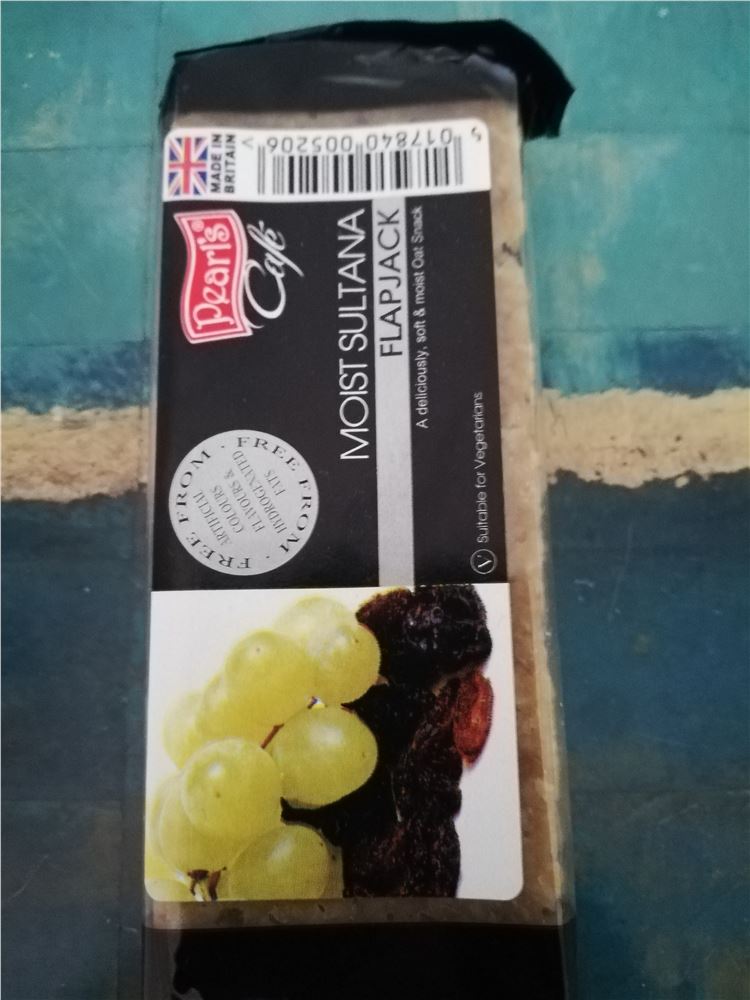 MADE IN
BRITAIN
5 017840 005206 >
Pearl's®
Café
MOIST SULTANA
FLAPJACK
A deliciously, soft & moist Oat Snack
FREE FROM · FREE FROM ·
ARTIFICIAL
COLOURS
FLAVOURS &
HYDROGENATED
FATS
V Suitable for Vegetarians